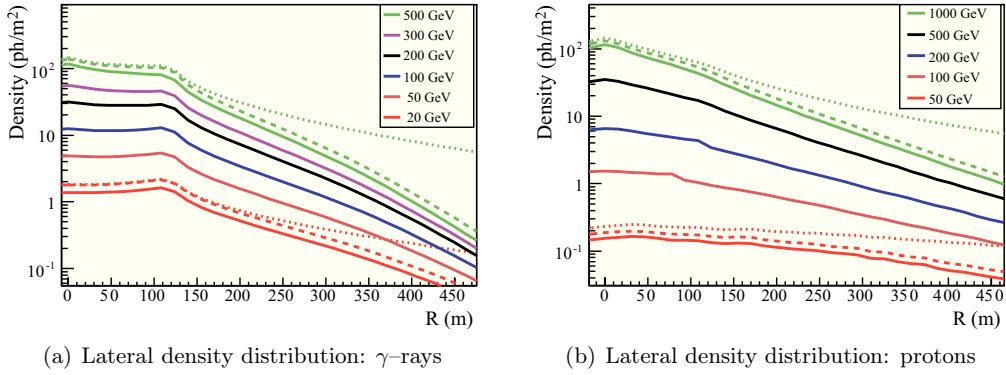 Density (ph/m²)
10²
10
1
10⁻¹
500 GeV
300 GeV
200 GeV
100 GeV
50 GeV
20 GeV
0 50 100 150 200 250 300 350 400 450
R (m)
(a) Lateral density distribution: γ–rays
Density (ph/m²)
10²
10
1
10⁻¹
1000 GeV
500 GeV
200 GeV
100 GeV
50 GeV
0 50 100 150 200 250 300 350 400 450
R (m)
(b) Lateral density distribution: protons